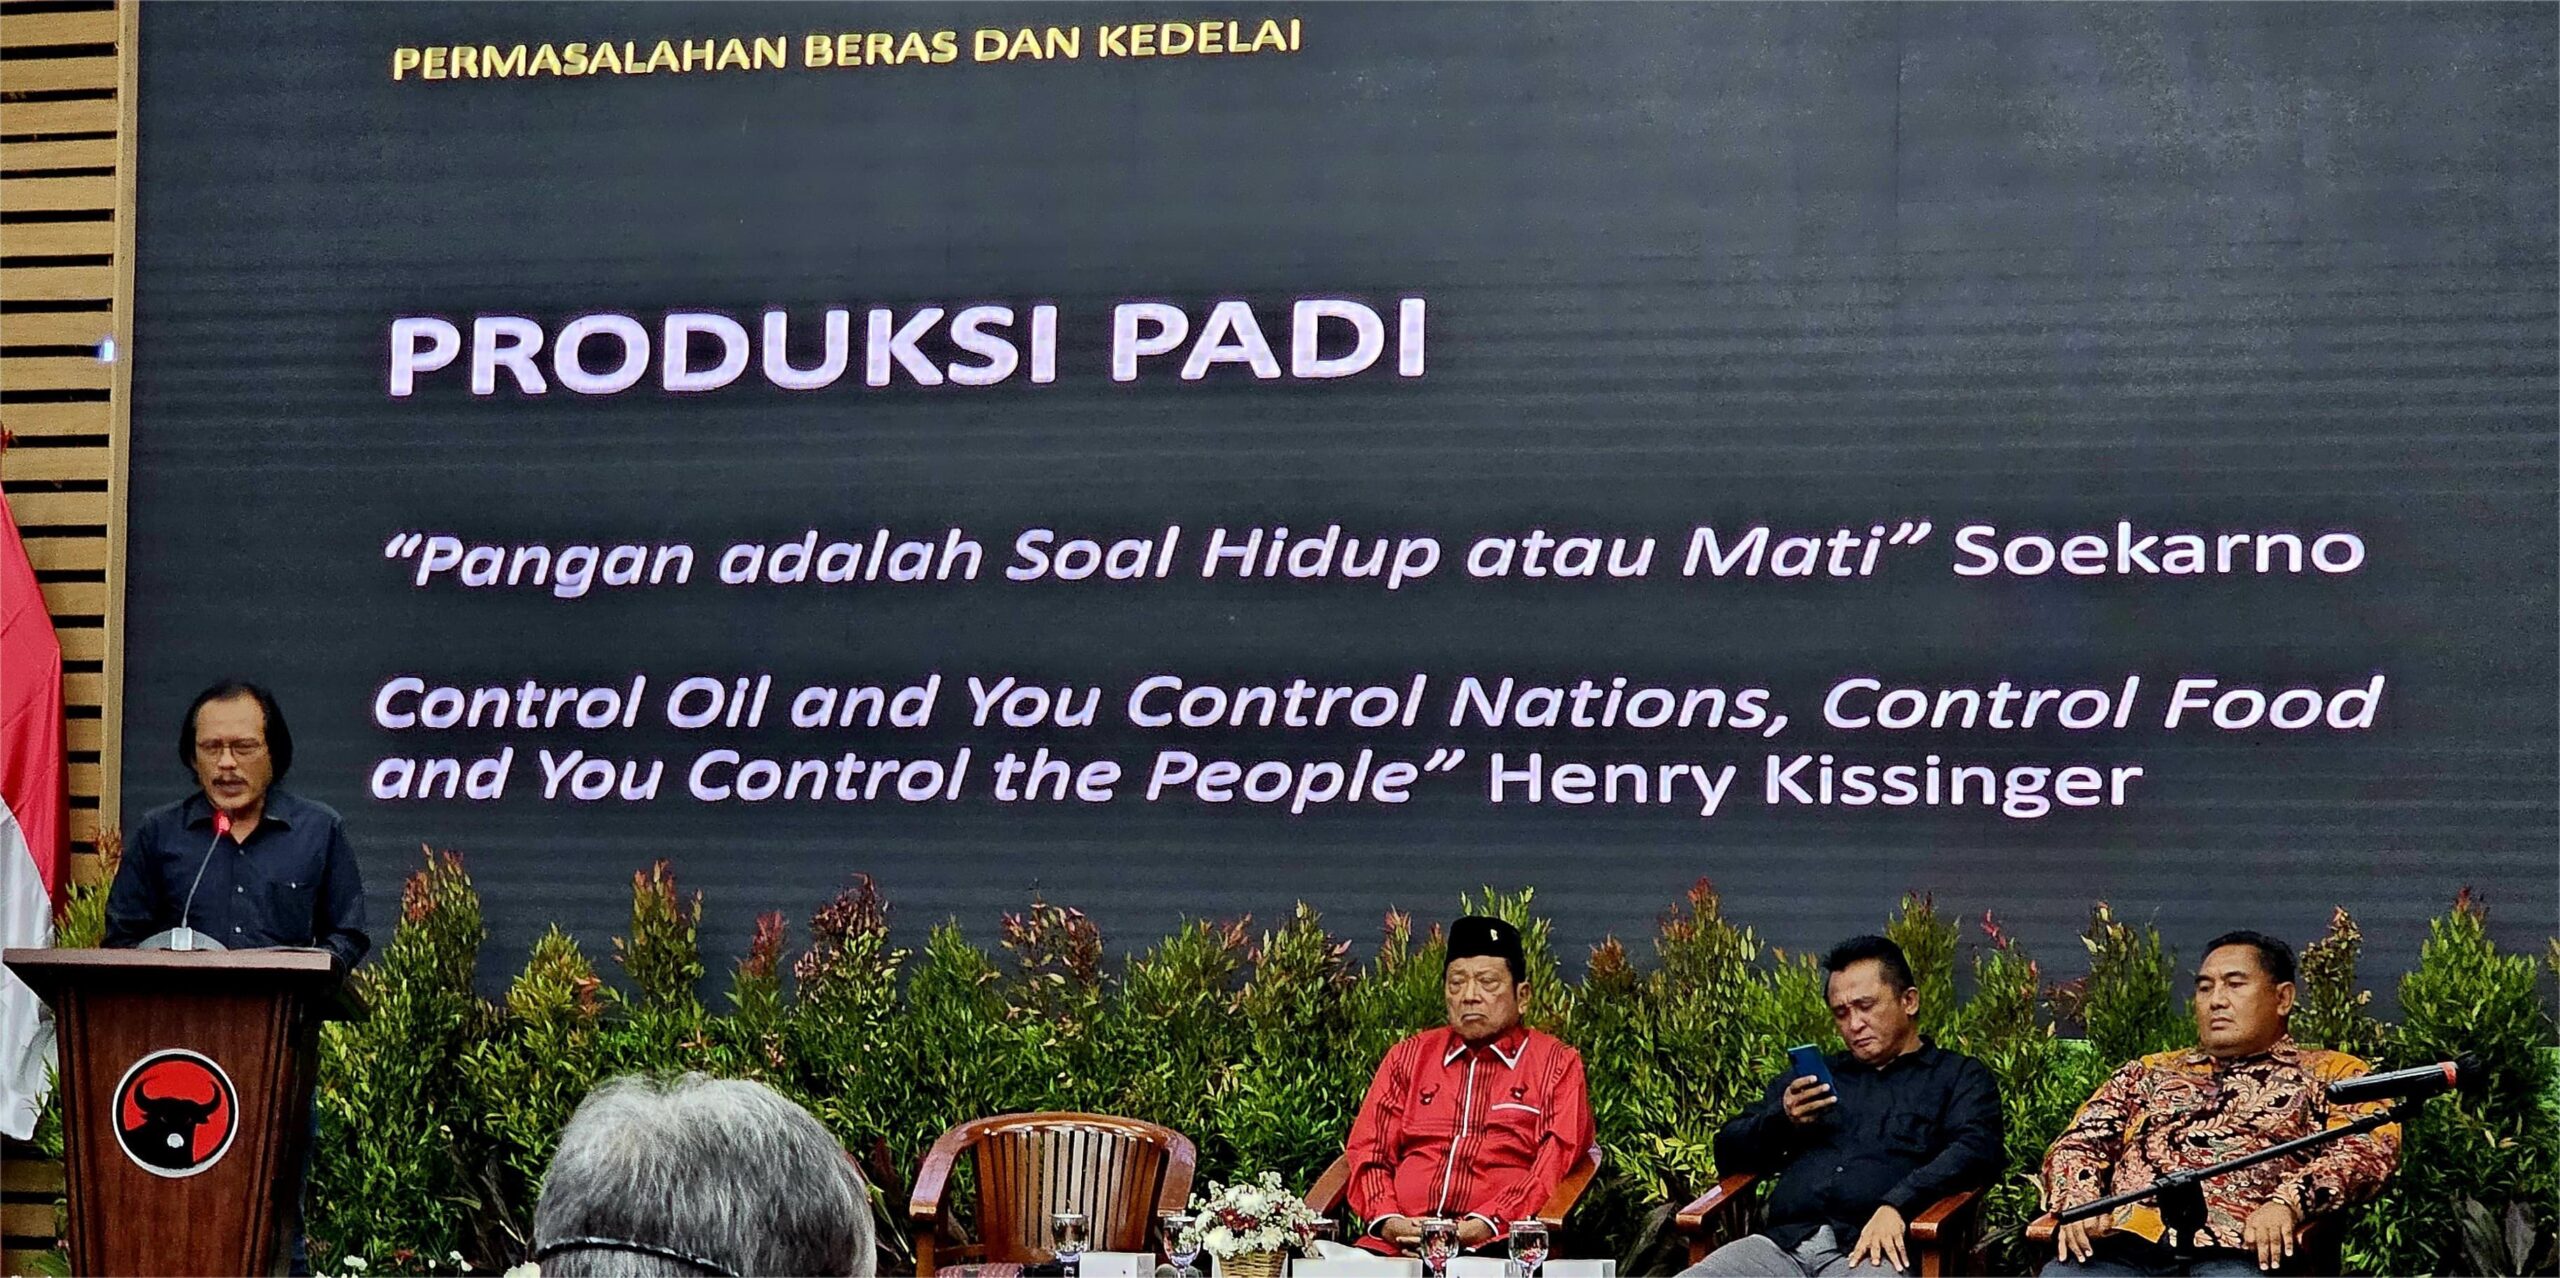 PERMASALAHAN BERAS DAN KEDELAI
PRODUKSI PADI
“Pangan adalah Soal Hidup atau Mati” Soekarno
Control Oil and You Control Nations, Control Food
and You Control the People” Henry Kissinger